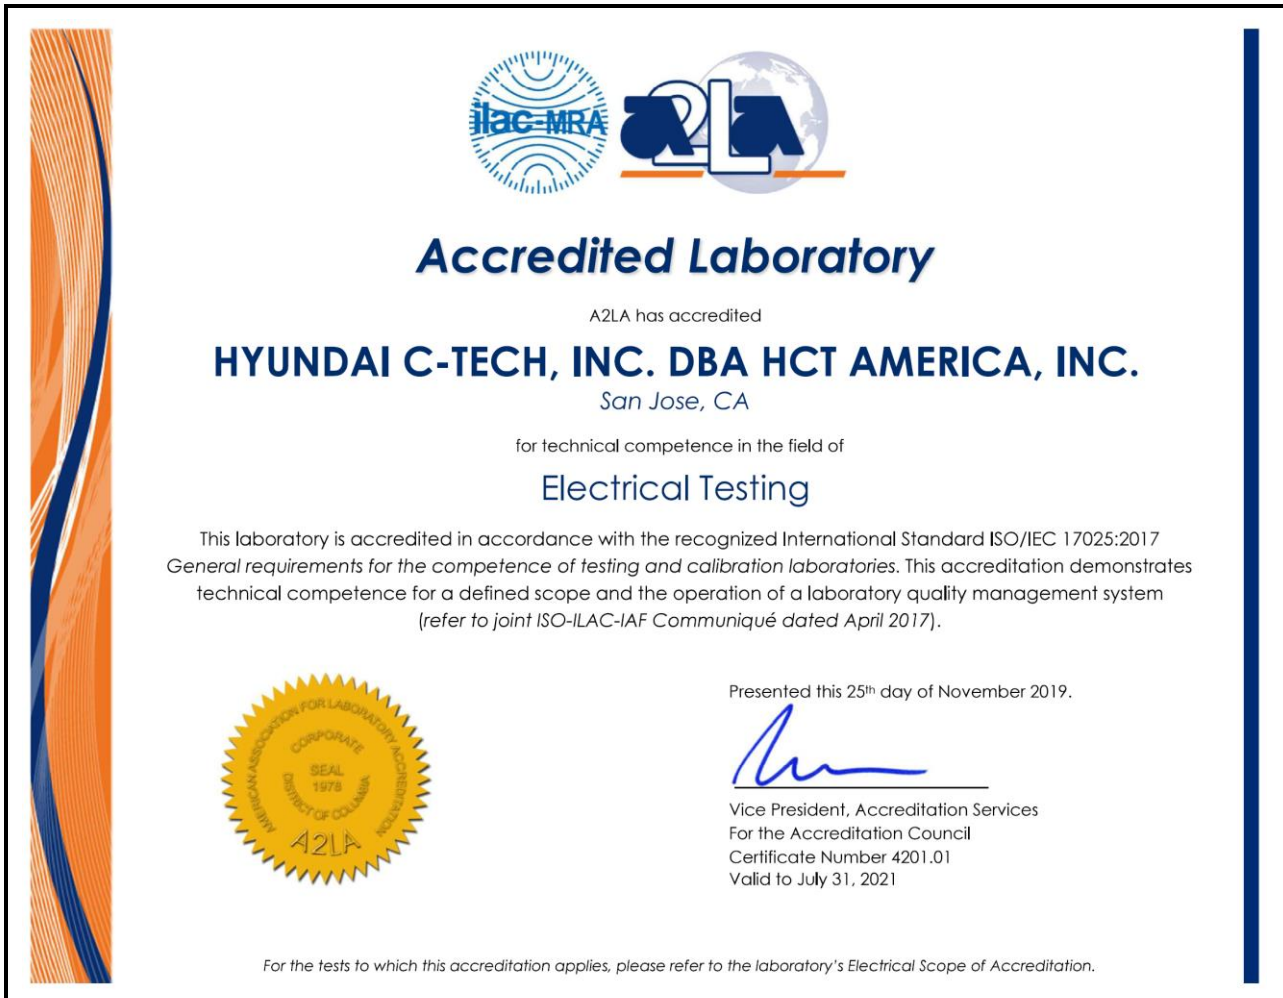 ilac-MRA
A2LA
Accredited Laboratory
A2LA has accredited
HYUNDAI C-TECH, INC. DBA HCT AMERICA, INC.
San Jose, CA
for technical competence in the field of
Electrical Testing
This laboratory is accredited in accordance with the recognized International Standard ISO/IEC 17025:2017
General requirements for the competence of testing and calibration laboratories. This accreditation demonstrates
technical competence for a defined scope and the operation of a laboratory quality management system
(refer to joint ISO-ILAC-IAF Communiqué dated April 2017).
AMERICAN ASSOCIATION FOR LABORATORY ACCREDITATION
CORPORATE
SEAL
1978
DISTRICT OF COLUMBIA
A2LA
Presented this 25th day of November 2019.
Vice President, Accreditation Services
For the Accreditation Council
Certificate Number 4201.01
Valid to July 31, 2021
For the tests to which this accreditation applies, please refer to the laboratory's Electrical Scope of Accreditation.